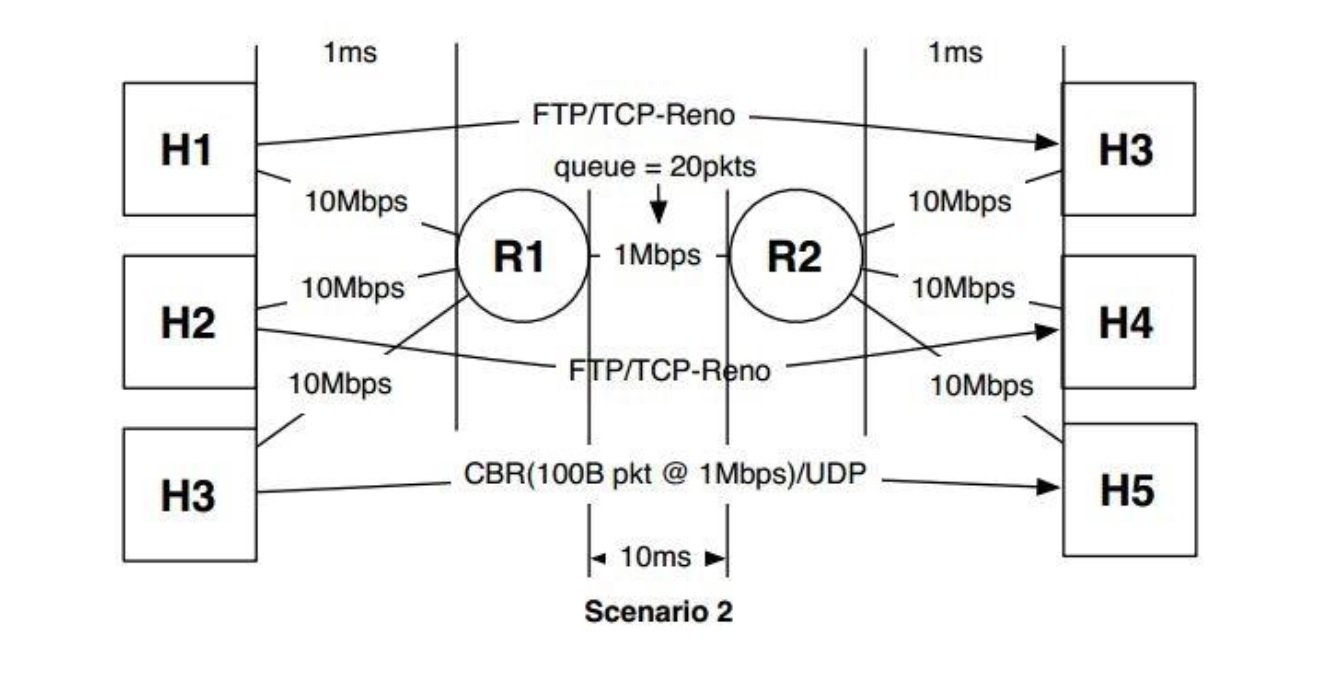 1ms
1ms
FTP/TCP-Reno
H1
H3
queue = 20pkts
10Mbps
10Mbps
R1
1Mbps
R2
10Mbps
10Mbps
H2
H4
FTP/TCP-Reno
10Mbps
10Mbps
CBR(100B pkt @ 1Mbps)/UDP
H3
H5
10ms
Scenario 2